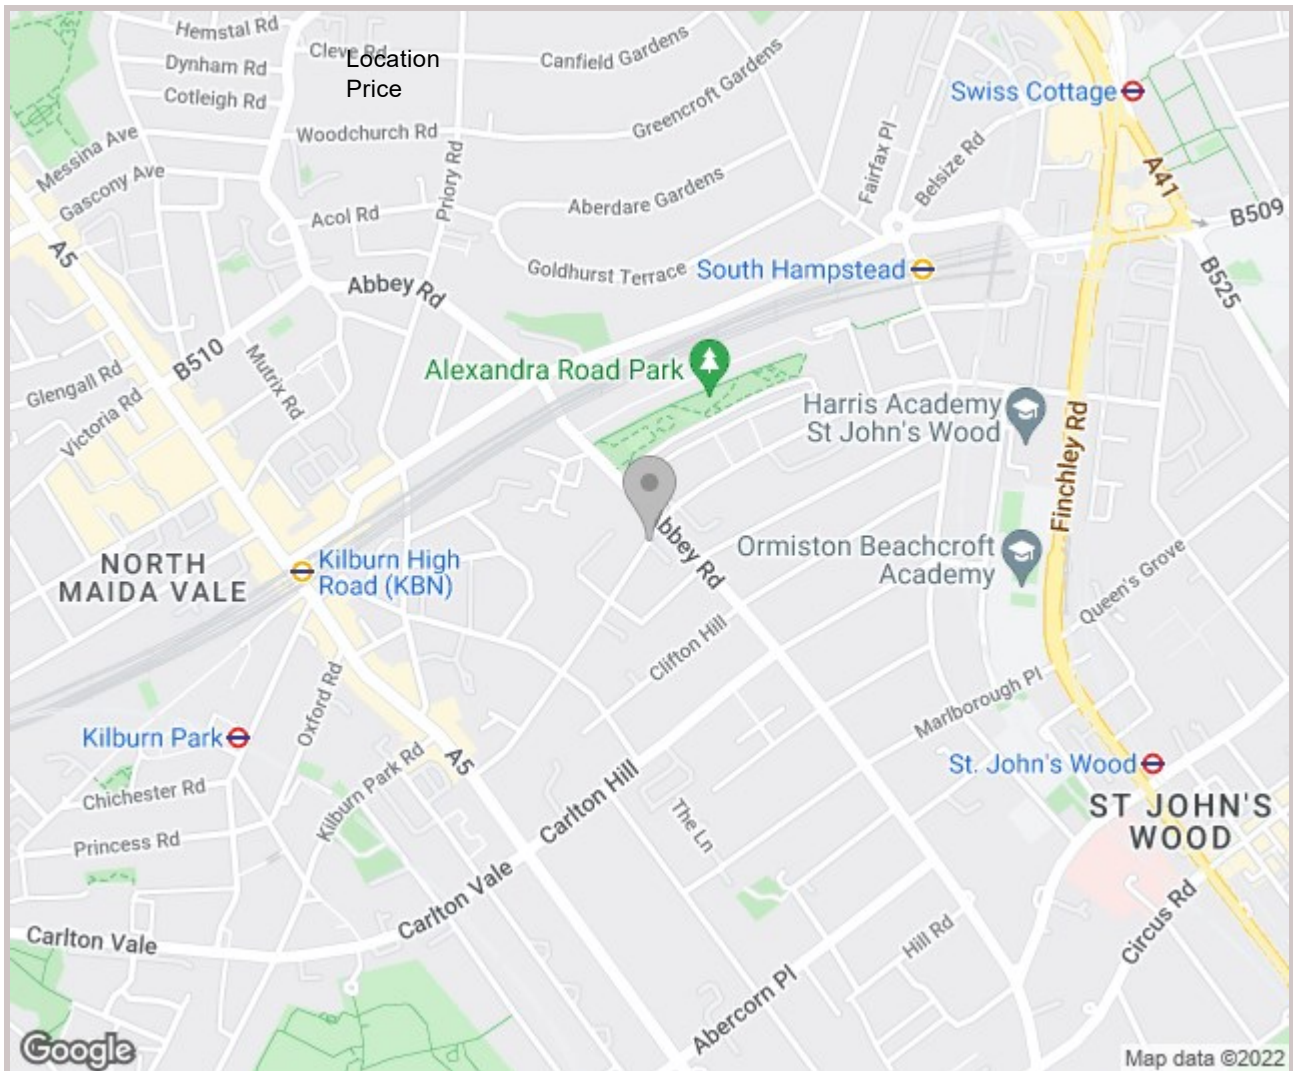 Hemstal Rd
Cleve Rd
Location
Price
Canfield Gardens
Dynham Rd
Cotleigh Rd
Swiss Cottage
Woodchurch Rd
Greencroft Gardens
Messina Ave
Gascony Ave
Priory Rd
Fairfax Pl
Belsize Rd
A41
Acol Rd
Aberdare Gardens
B509
A5
Goldhurst Terrace
South Hampstead
Abbey Rd
B525
B510
Mutrix Rd
Glengall Rd
Victoria Rd
Alexandra Road Park
Harris Academy
St John's Wood
Finchley Rd
Abbey Rd
Ormiston Beachcroft
Academy
NORTH
MAIDA VALE
Kilburn High
Road (KBN)
Queen's Grove
Clifton Hill
Oxford Rd
Marlborough Pl
Kilburn Park
A5
St. John's Wood
Chichester Rd
Kilburn Park Rd
Carlton Hill
The Ln
ST JOHN'S
WOOD
Princess Rd
Carlton Vale
Carlton Vale
Hill Rd
Circus Rd
Abercorn Pl
Google
Map data ©2022